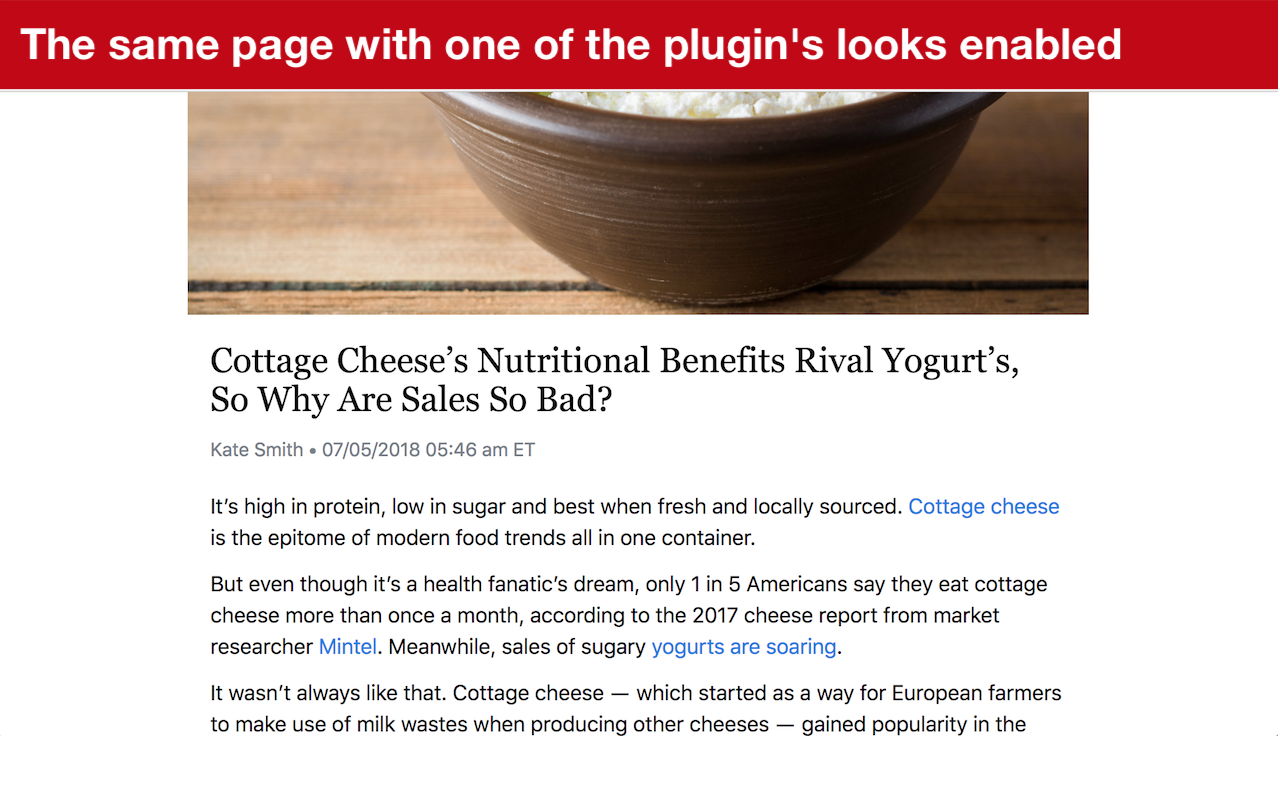 The same page with one of the plugin's looks enabled
Cottage Cheese’s Nutritional Benefits Rival Yogurt’s,
So Why Are Sales So Bad?
Kate Smith • 07/05/2018 05:46 am ET
It’s high in protein, low in sugar and best when fresh and locally sourced. Cottage cheese
is the epitome of modern food trends all in one container.
But even though it’s a health fanatic’s dream, only 1 in 5 Americans say they eat cottage
cheese more than once a month, according to the 2017 cheese report from market
researcher Mintel. Meanwhile, sales of sugary yogurts are soaring.
It wasn’t always like that. Cottage cheese — which started as a way for European farmers
to make use of milk wastes when producing other cheeses — gained popularity in the